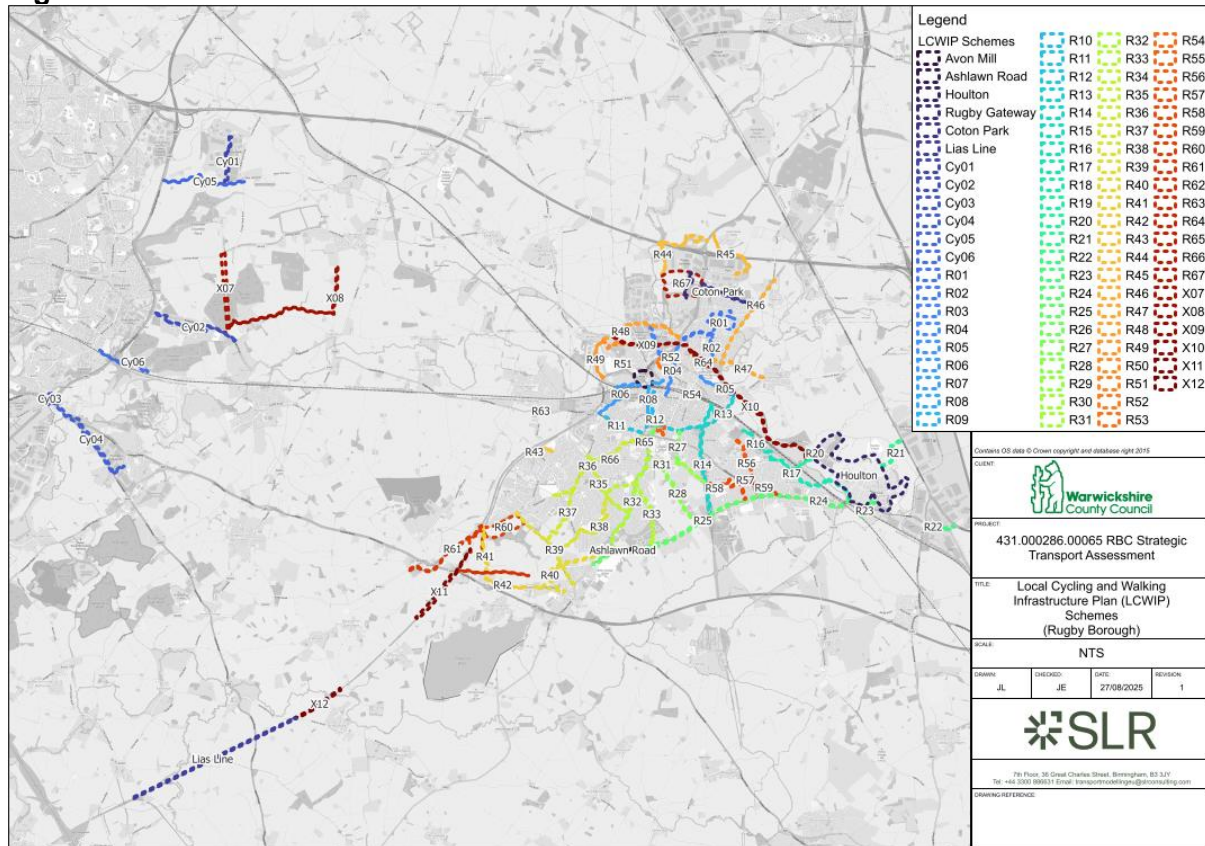 Legend
LCWIP Schemes
Avon Mill
Ashlawn Road
Houlton
Rugby Gateway
Coton Park
Lias Line
Cy01
Cy02
Cy03
Cy04
Cy05
Cy06
R01
R02
R03
R04
R05
R06
R07
R08
R09
R10
R11
R12
R13
R14
R15
R16
R17
R18
R19
R20
R21
R22
R23
R24
R25
R26
R27
R28
R29
R30
R31
R32
R33
R34
R35
R36
R37
R38
R39
R40
R41
R42
R43
R44
R45
R46
R47
R48
R49
R50
R51
R52
R53
R54
R55
R56
R57
R58
R59
R60
R61
R62
R63
R64
R65
R66
R67
X07
X08
X09
X10
X11
X12
Cy01
Cy05
X07
X08
Cy02
Cy06
Cy03
Cy04
R44
R45
R67
Coton Park
R46
R01
R48
X09
R02
R49
R51
R52
R64
R47
R04
R06
R08
R54
R05
X10
R63
R11
R12
R13
R65
R27
R16
R20
R21
R43
R36
R66
R31
R14
R56
R17
Houlton
R35
R28
R58
R57
R59
R32
R24
R23
R37
R33
R25
R22
R38
R60
R61
R41
R39
Ashlawn Road
R40
R42
X11
X12
Lias Line
Contains OS data © Crown copyright and database right 2015
CLIENT:
Warwickshire
County Council
PROJECT:
431.000286.00065 RBC Strategic
Transport Assessment
TITLE:
Local Cycling and Walking
Infrastructure Plan (LCWIP)
Schemes
(Rugby Borough)
SCALE:
NTS
DRAWN:
JL
CHECKED:
JE
DATE:
27/08/2025
REVISION:
1
SLR
7th Floor, 36 Great Charles Street, Birmingham, B3 3JY
DRAWING-REFERENCE: